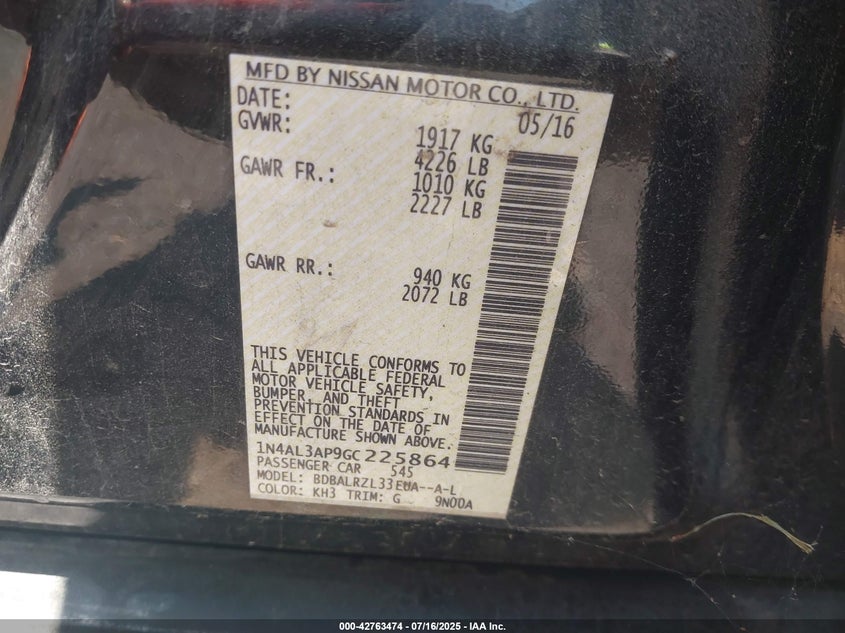 MFD BY NISSAN MOTOR CO., LTD.
DATE: 05/16
GVWR: 1917 KG
4226 LB
GAWR FR.: 1010 KG
2227 LB
GAWR RR.: 940 KG
2072 LB
THIS VEHICLE CONFORMS TO
ALL APPLICABLE FEDERAL
MOTOR VEHICLE SAFETY,
BUMPER, AND THEFT
PREVENTION STANDARDS IN
EFFECT ON THE DATE OF
MANUFACTURE SHOWN ABOVE.
1N4AL3AP9GC225864
PASSENGER CAR 545
MODEL: BDBALRZL33EUA--A-L
COLOR: KH3 TRIM: G 9N00A
000-42763474 - 07/16/2025 - IAA Inc.